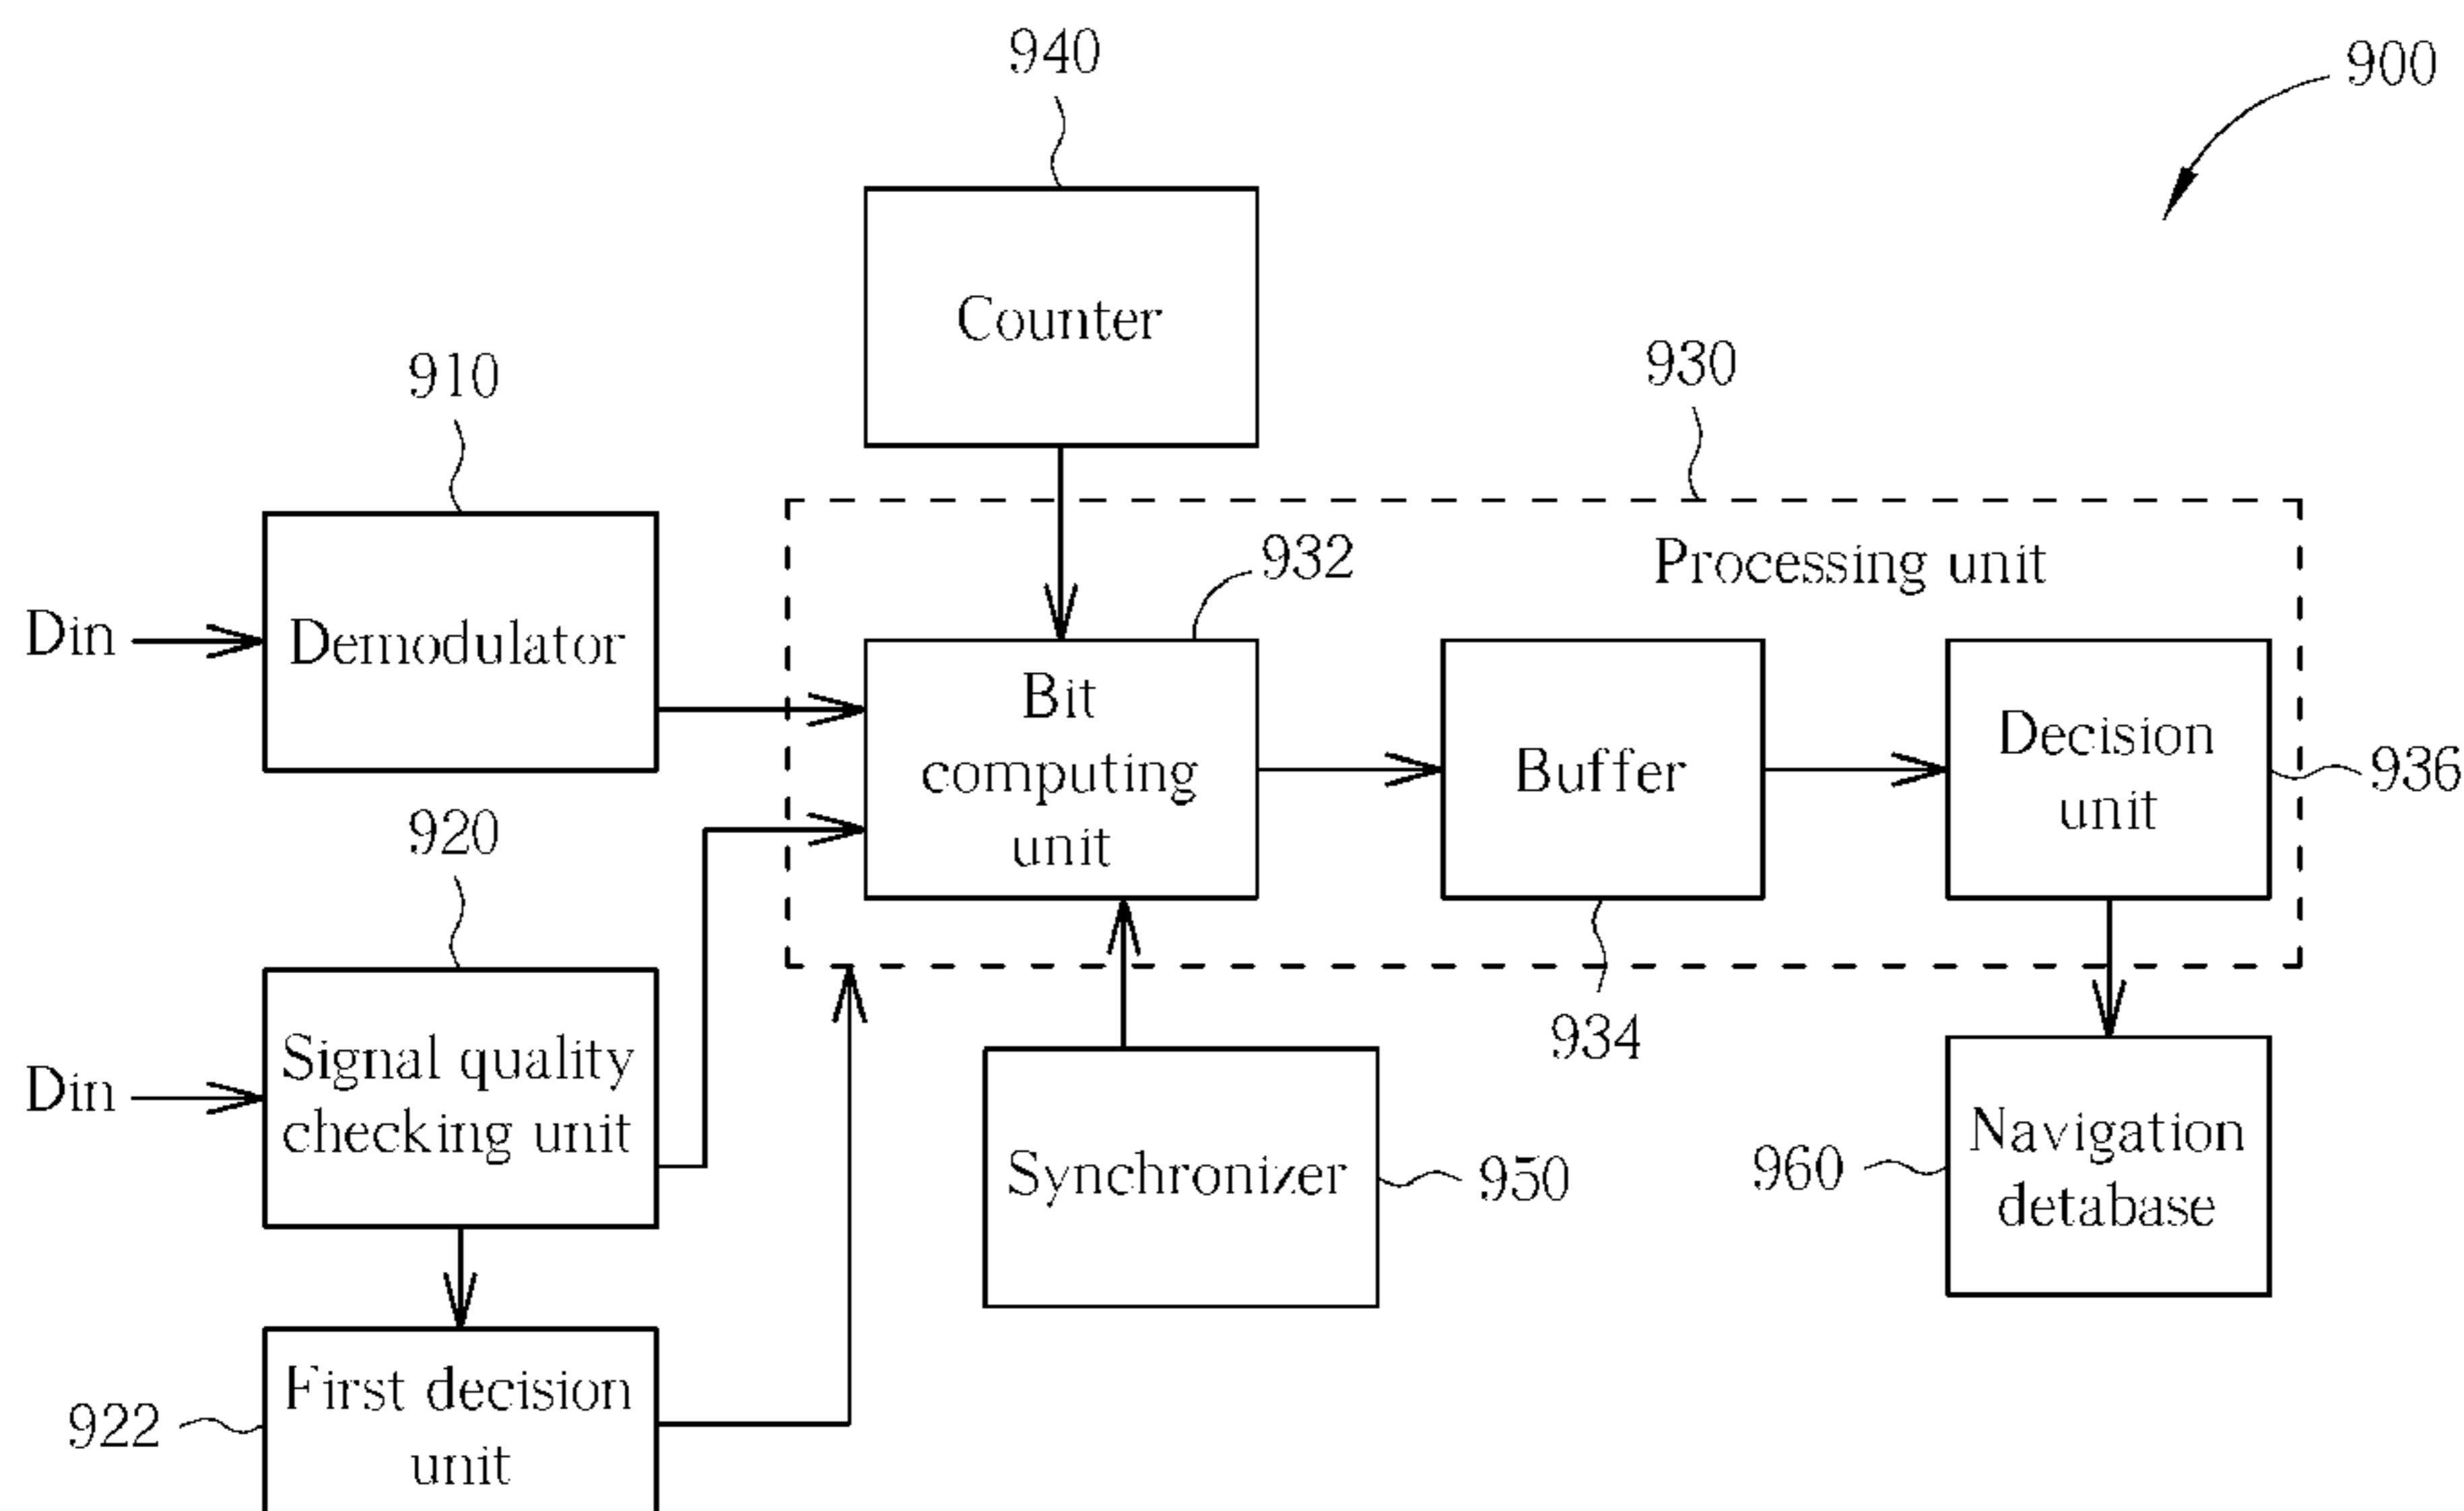 940
900
Counter
910
930
Processing unit
932
Din
Demodulator
Bit
computing
unit
Buffer
Decision
unit
936
920
934
Din
Signal quality
checking unit
Synchronizer
950
960
Navigation
detabase
922
First decision
unit